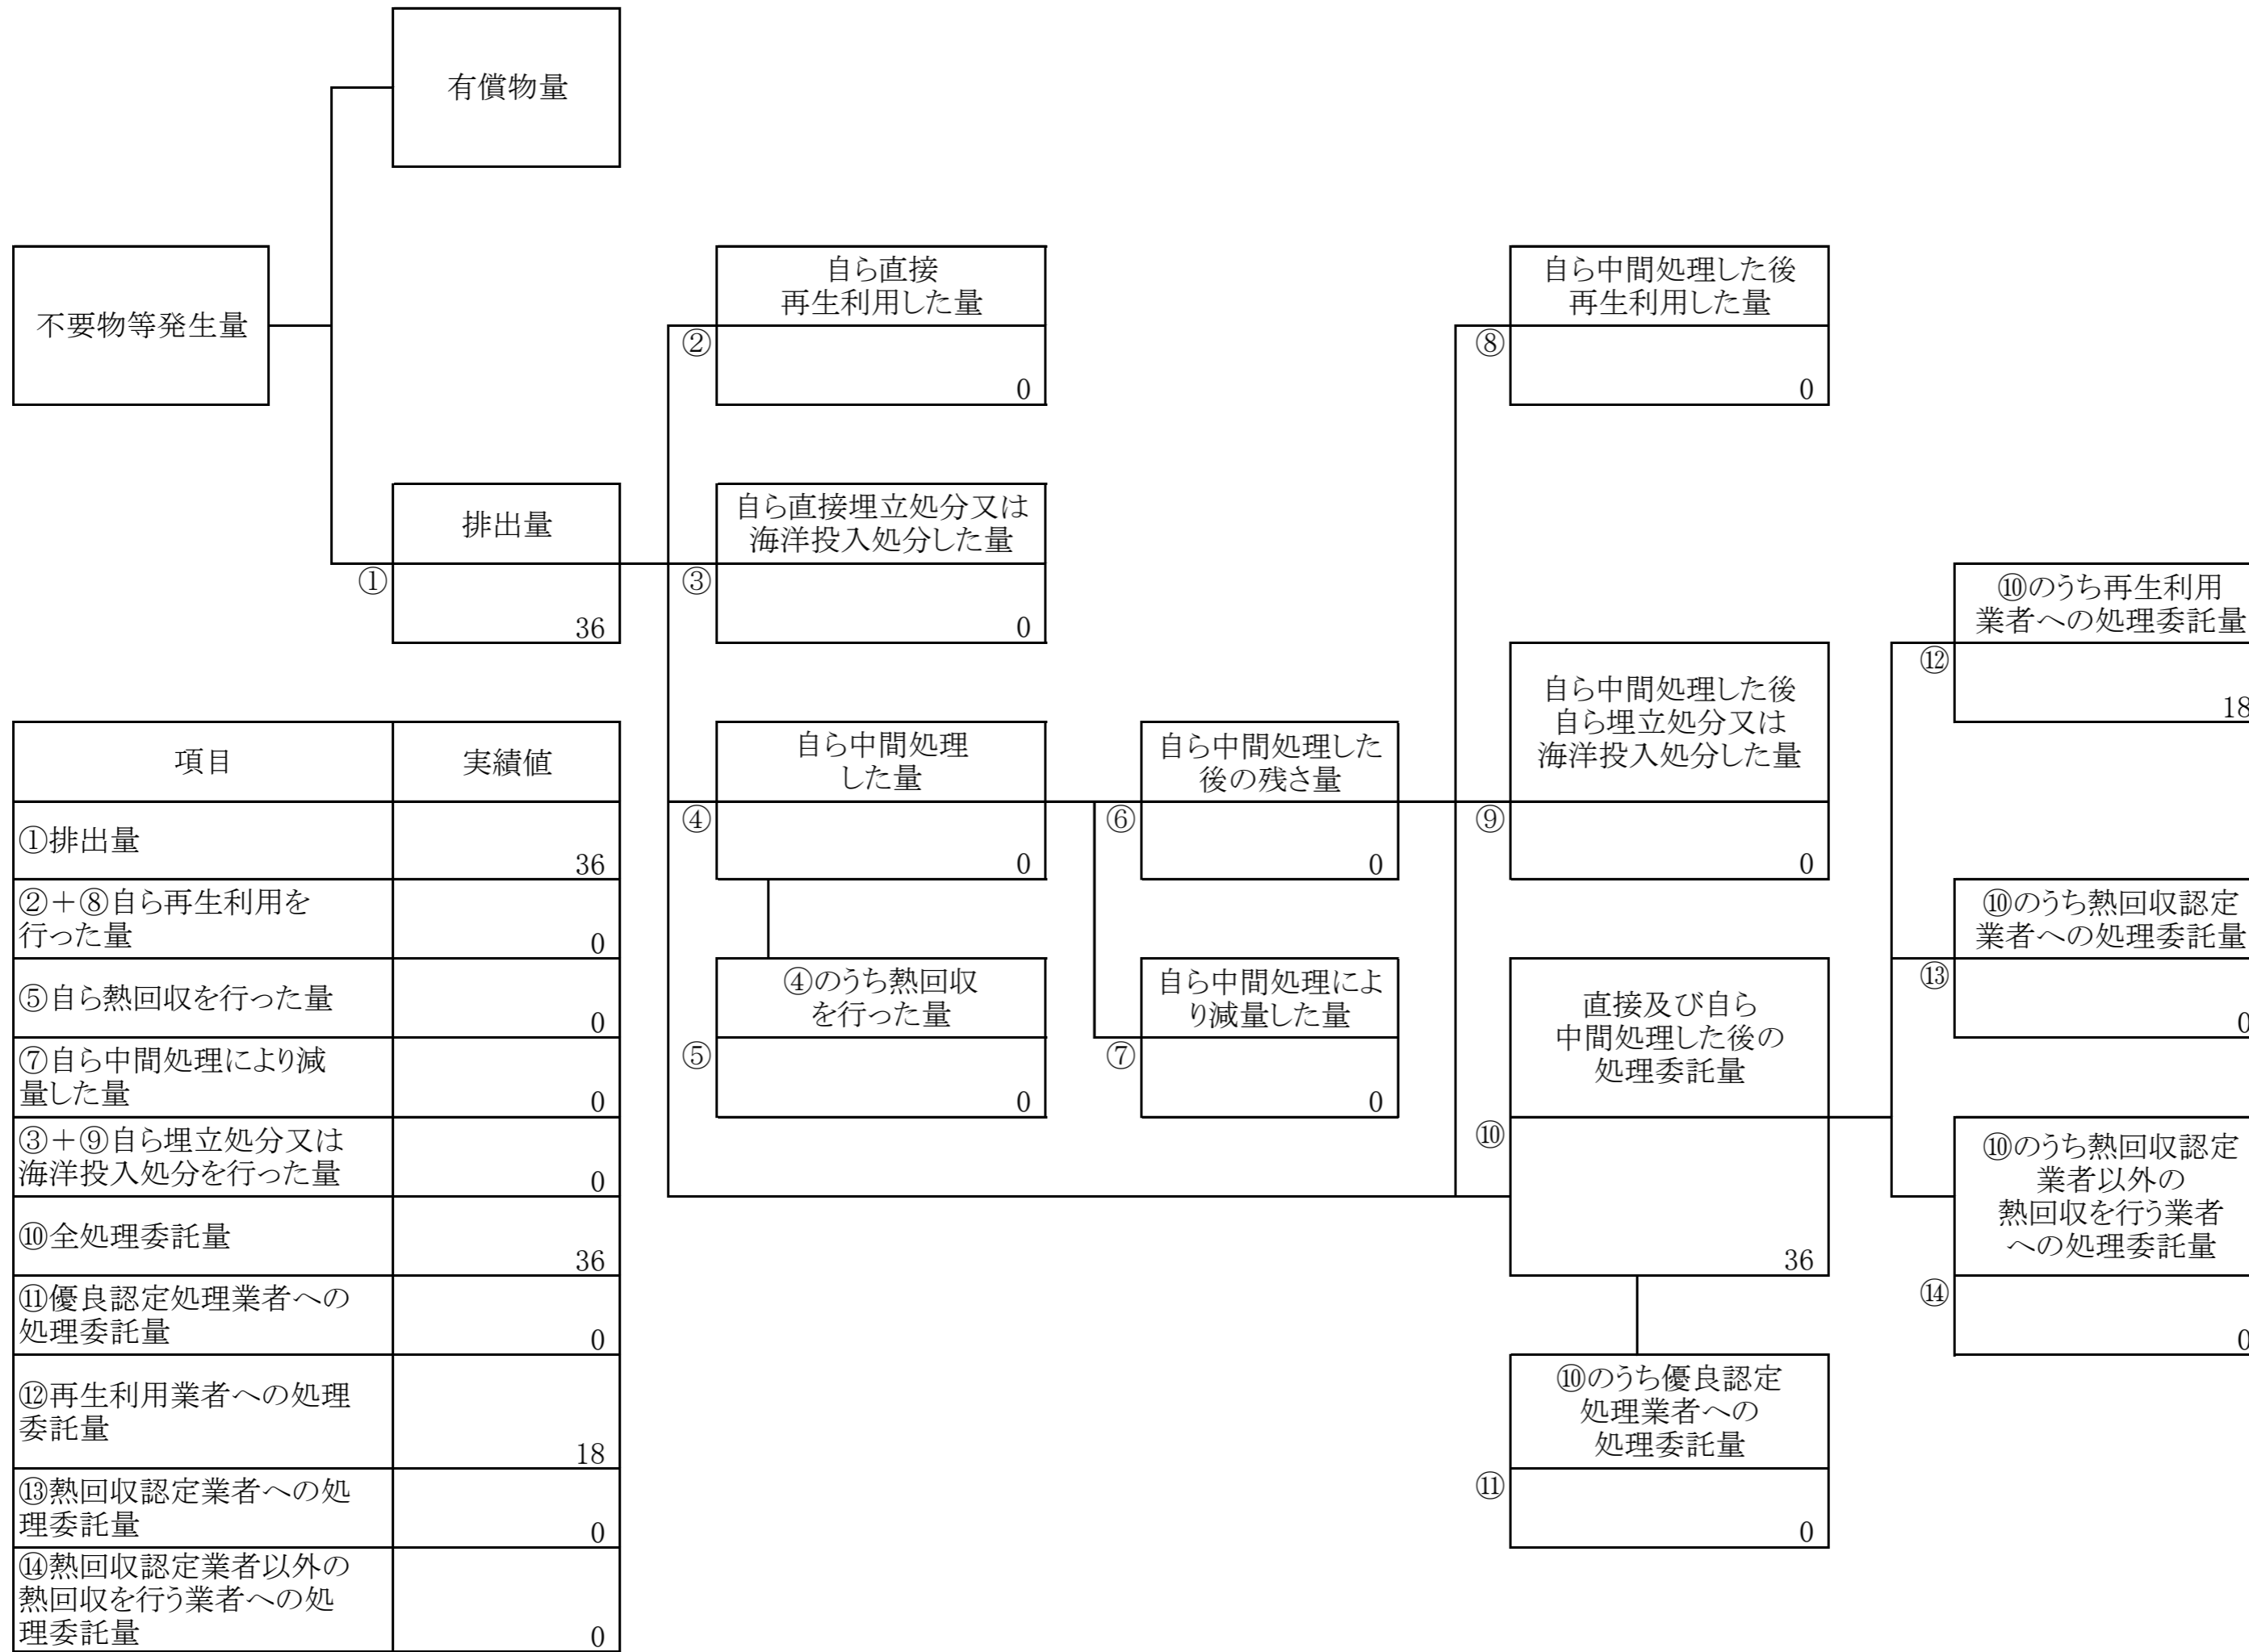 有償物量
不要物等発生量
自ら直接
再生利用した量
②
0
自ら中間処理した後
再生利用した量
⑧
0
排出量
①
36
自ら直接埋立処分又は
海洋投入処分した量
③
0
⑩のうち再生利用
業者への処理委託量
⑫
18
自ら中間処理
した量
④
0
自ら中間処理した
後の残さ量
⑥
0
自ら中間処理した後
自ら埋立処分又は
海洋投入処分した量
⑨
0
⑩のうち熱回収認定
業者への処理委託量
⑬
0
④のうち熱回収
を行った量
⑤
0
自ら中間処理によ
り減量した量
⑦
0
直接及び自ら
中間処理した後の
処理委託量
⑩
36
⑩のうち熱回収認定
業者以外の
熱回収を行う業者
への処理委託量
⑭
0
⑩のうち優良認定
処理業者への
処理委託量
⑪
0
項目 実績値
①排出量
36
②＋⑧自ら再生利用を
行った量 0
⑤自ら熱回収を行った量
0
⑦自ら中間処理により減
量した量 0
③＋⑨自ら埋立処分又は
海洋投入処分を行った量 0
⑩全処理委託量
36
⑪優良認定処理業者への
処理委託量 0
⑫再生利用業者への処理
委託量
18
⑬熱回収認定業者への処
理委託量 0
⑭熱回収認定業者以外の
熱回収を行う業者への処
理委託量 0